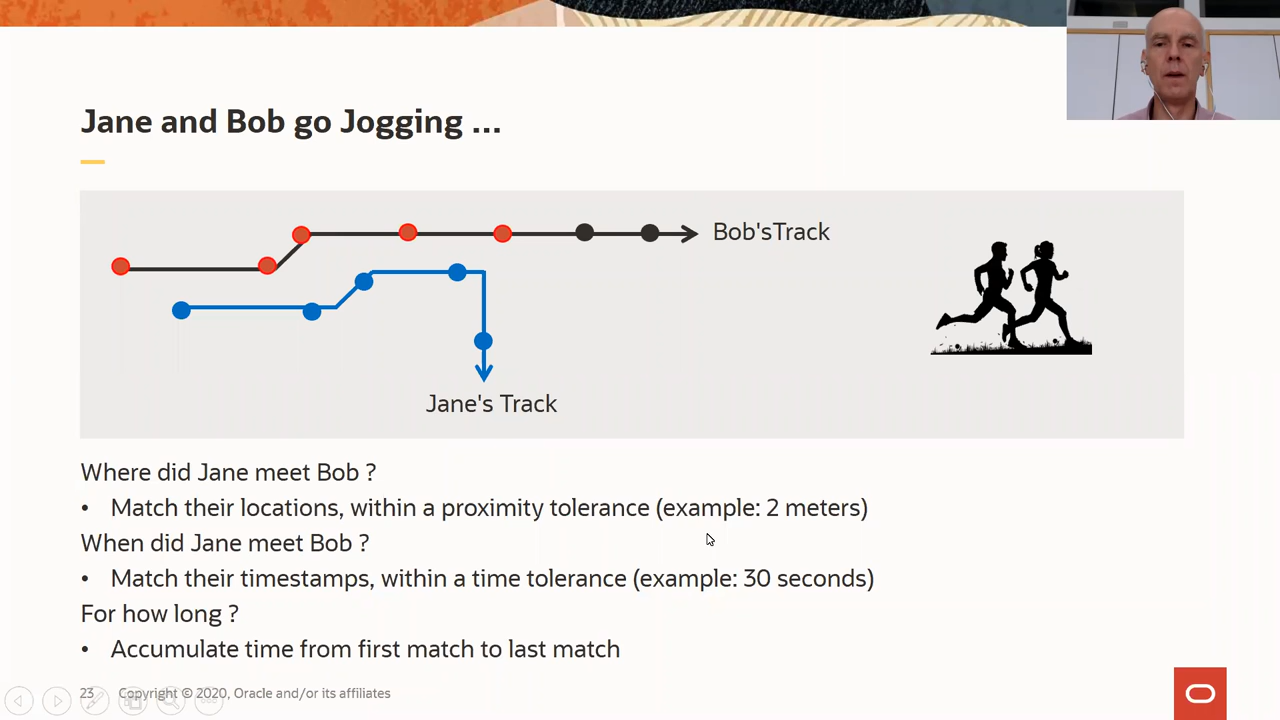 Jane and Bob go Jogging ...
Bob'sTrack
Jane's Track
Where did Jane meet Bob ?
• Match their locations, within a proximity tolerance (example: 2 meters)
When did Jane meet Bob ?
• Match their timestamps, within a time tolerance (example: 30 seconds)
For how long ?
• Accumulate time from first match to last match
23 Copyright © 2020, Oracle and/or its affiliates